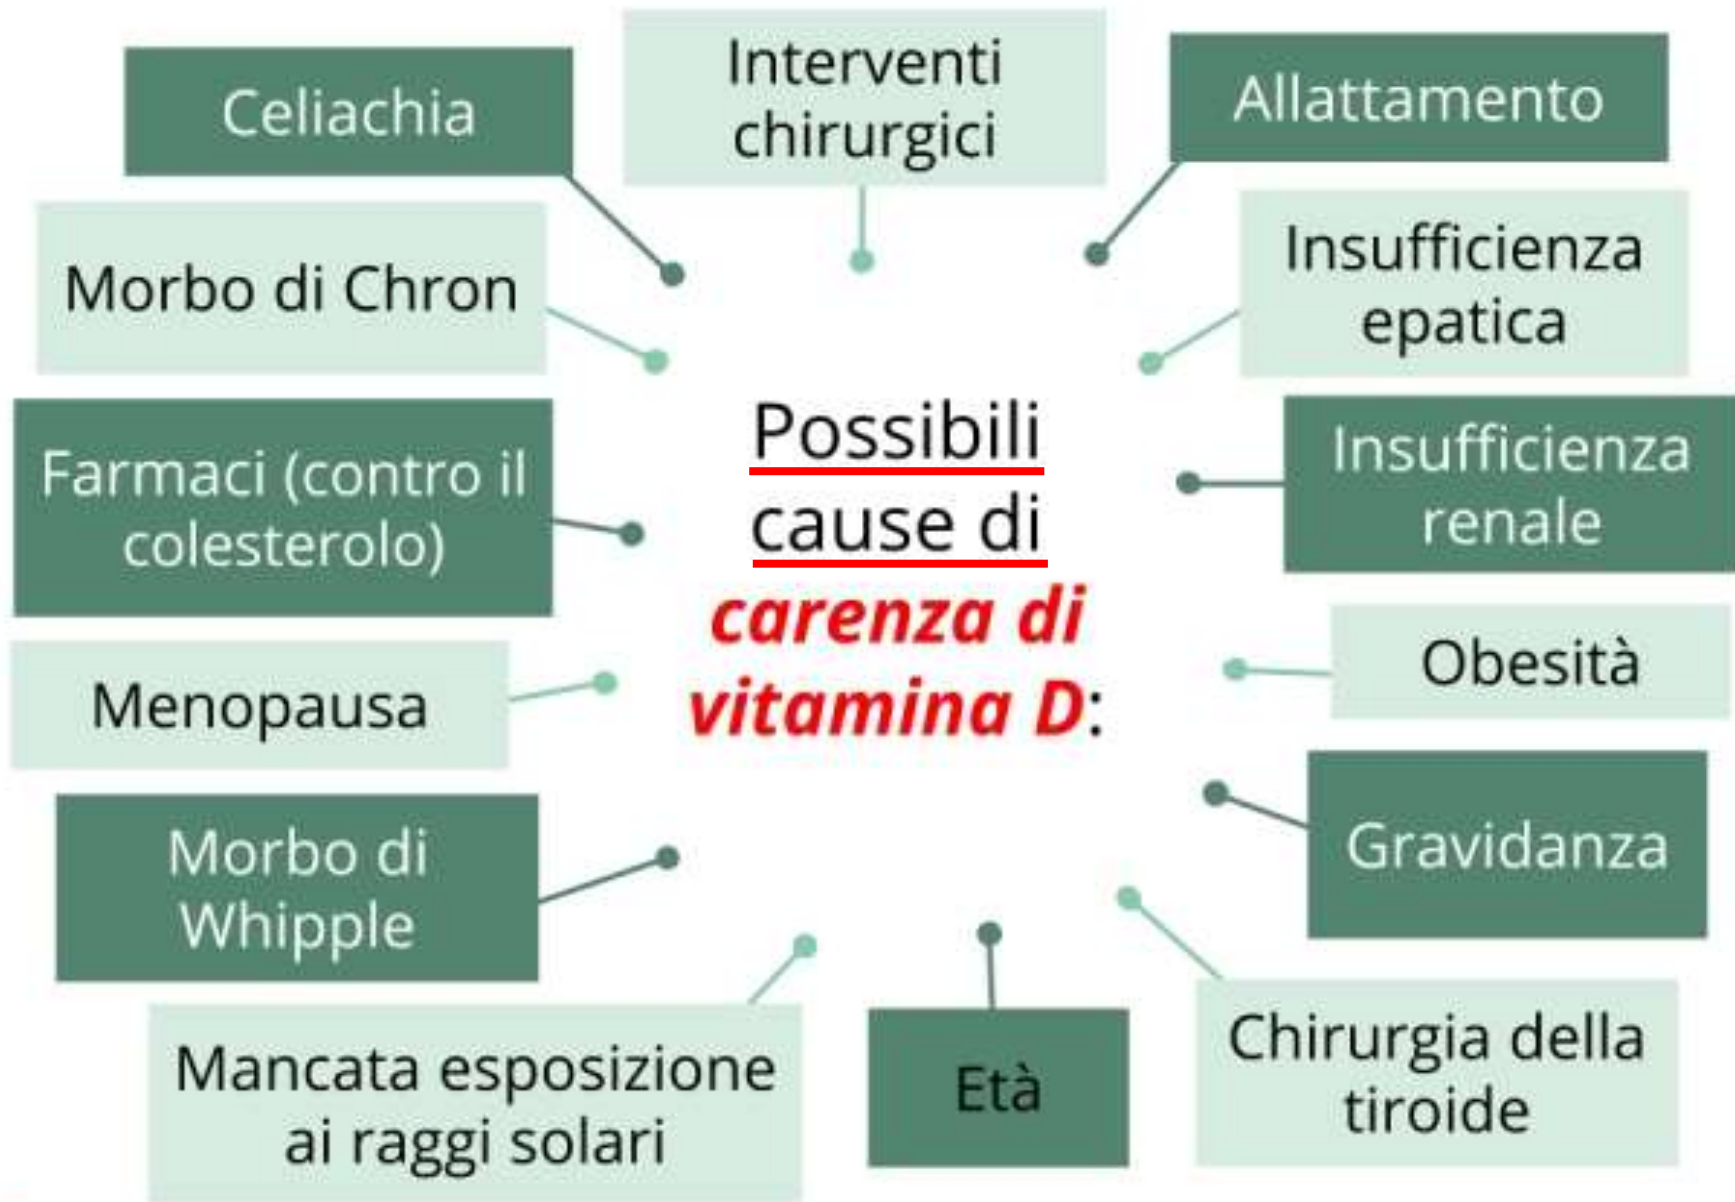 Possibili
cause di
carenza di
vitamina D:
Interventi
chirurgici
Allattamento
Insufficienza
epatica
Insufficienza
renale
Obesità
Gravidanza
Chirurgia della
tiroide
Età
Mancata esposizione
ai raggi solari
Morbo di
Whipple
Menopausa
Farmaci (contro il
colesterolo)
Morbo di Chron
Celiachia